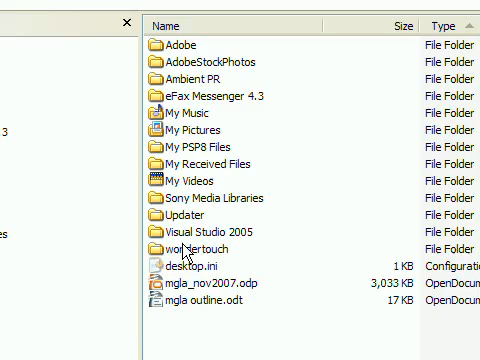 Name Size Type
Adobe File Folder
AdobeStockPhotos File Folder
Ambient PR File Folder
eFax Messenger 4.3 File Folder
My Music File Folder
3 My Pictures File Folder
My PSP8 Files File Folder
My Received Files File Folder
My Videos File Folder
Sony Media Libraries File Folder
Updater File Folder
es Visual Studio 2005 File Folder
wondertouch File Folder
desktop.ini 1 KB Configuratio
mgla_nov2007.odp 3,033 KB OpenDocum
mgla outline.odt 17 KB OpenDocum